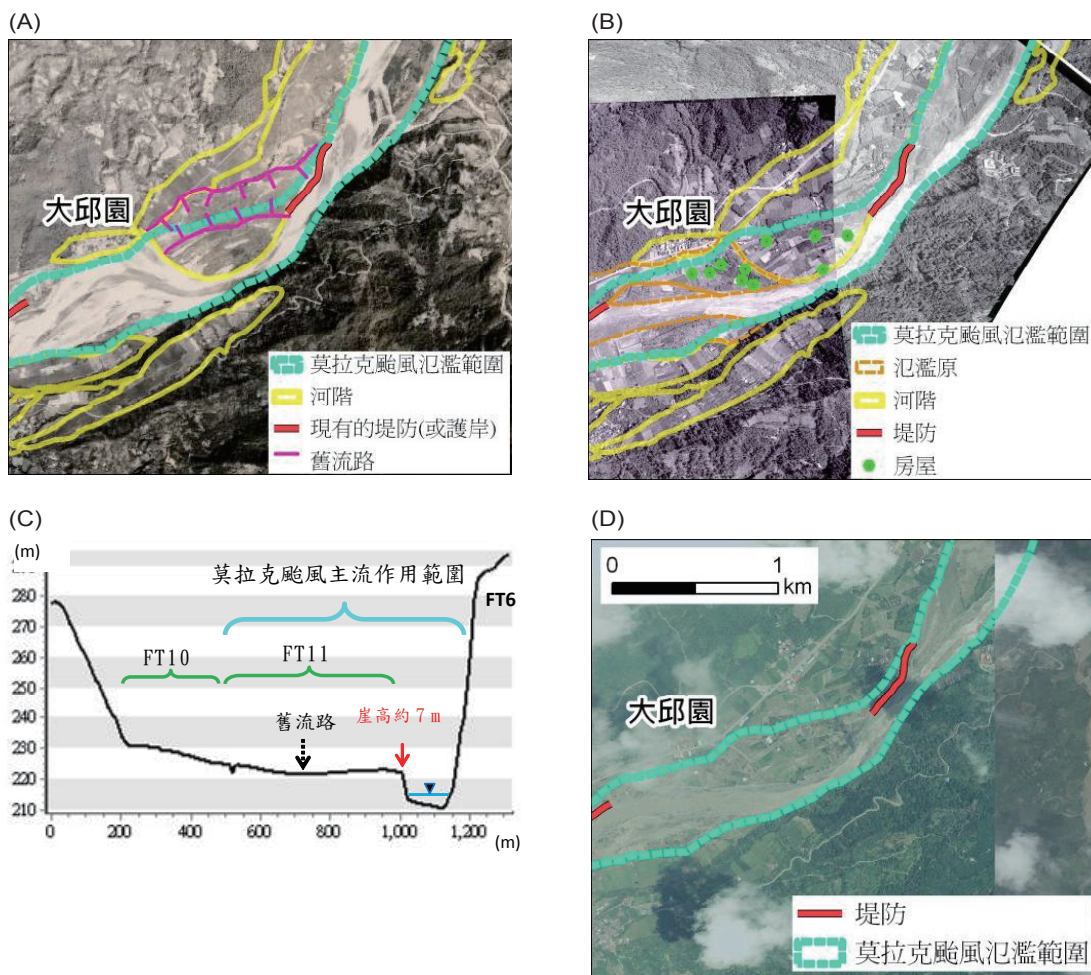 (A)
大邱園
莫拉克颱風氾濫範圍
河階
現有的堤防(或護岸)
舊流路
(B)
大邱園
莫拉克颱風氾濫範圍
氾濫原
河階
堤防
房屋
(C)
(m)
莫拉克颱風主流作用範圍
FT6
FT10
FT11
舊流路
崖高約7m
280
270
260
250
240
230
220
210
0
200
400
600
800
1,000
1,200
(m)
(D)
0
1
km
大邱園
堤防
莫拉克颱風氾濫範圍